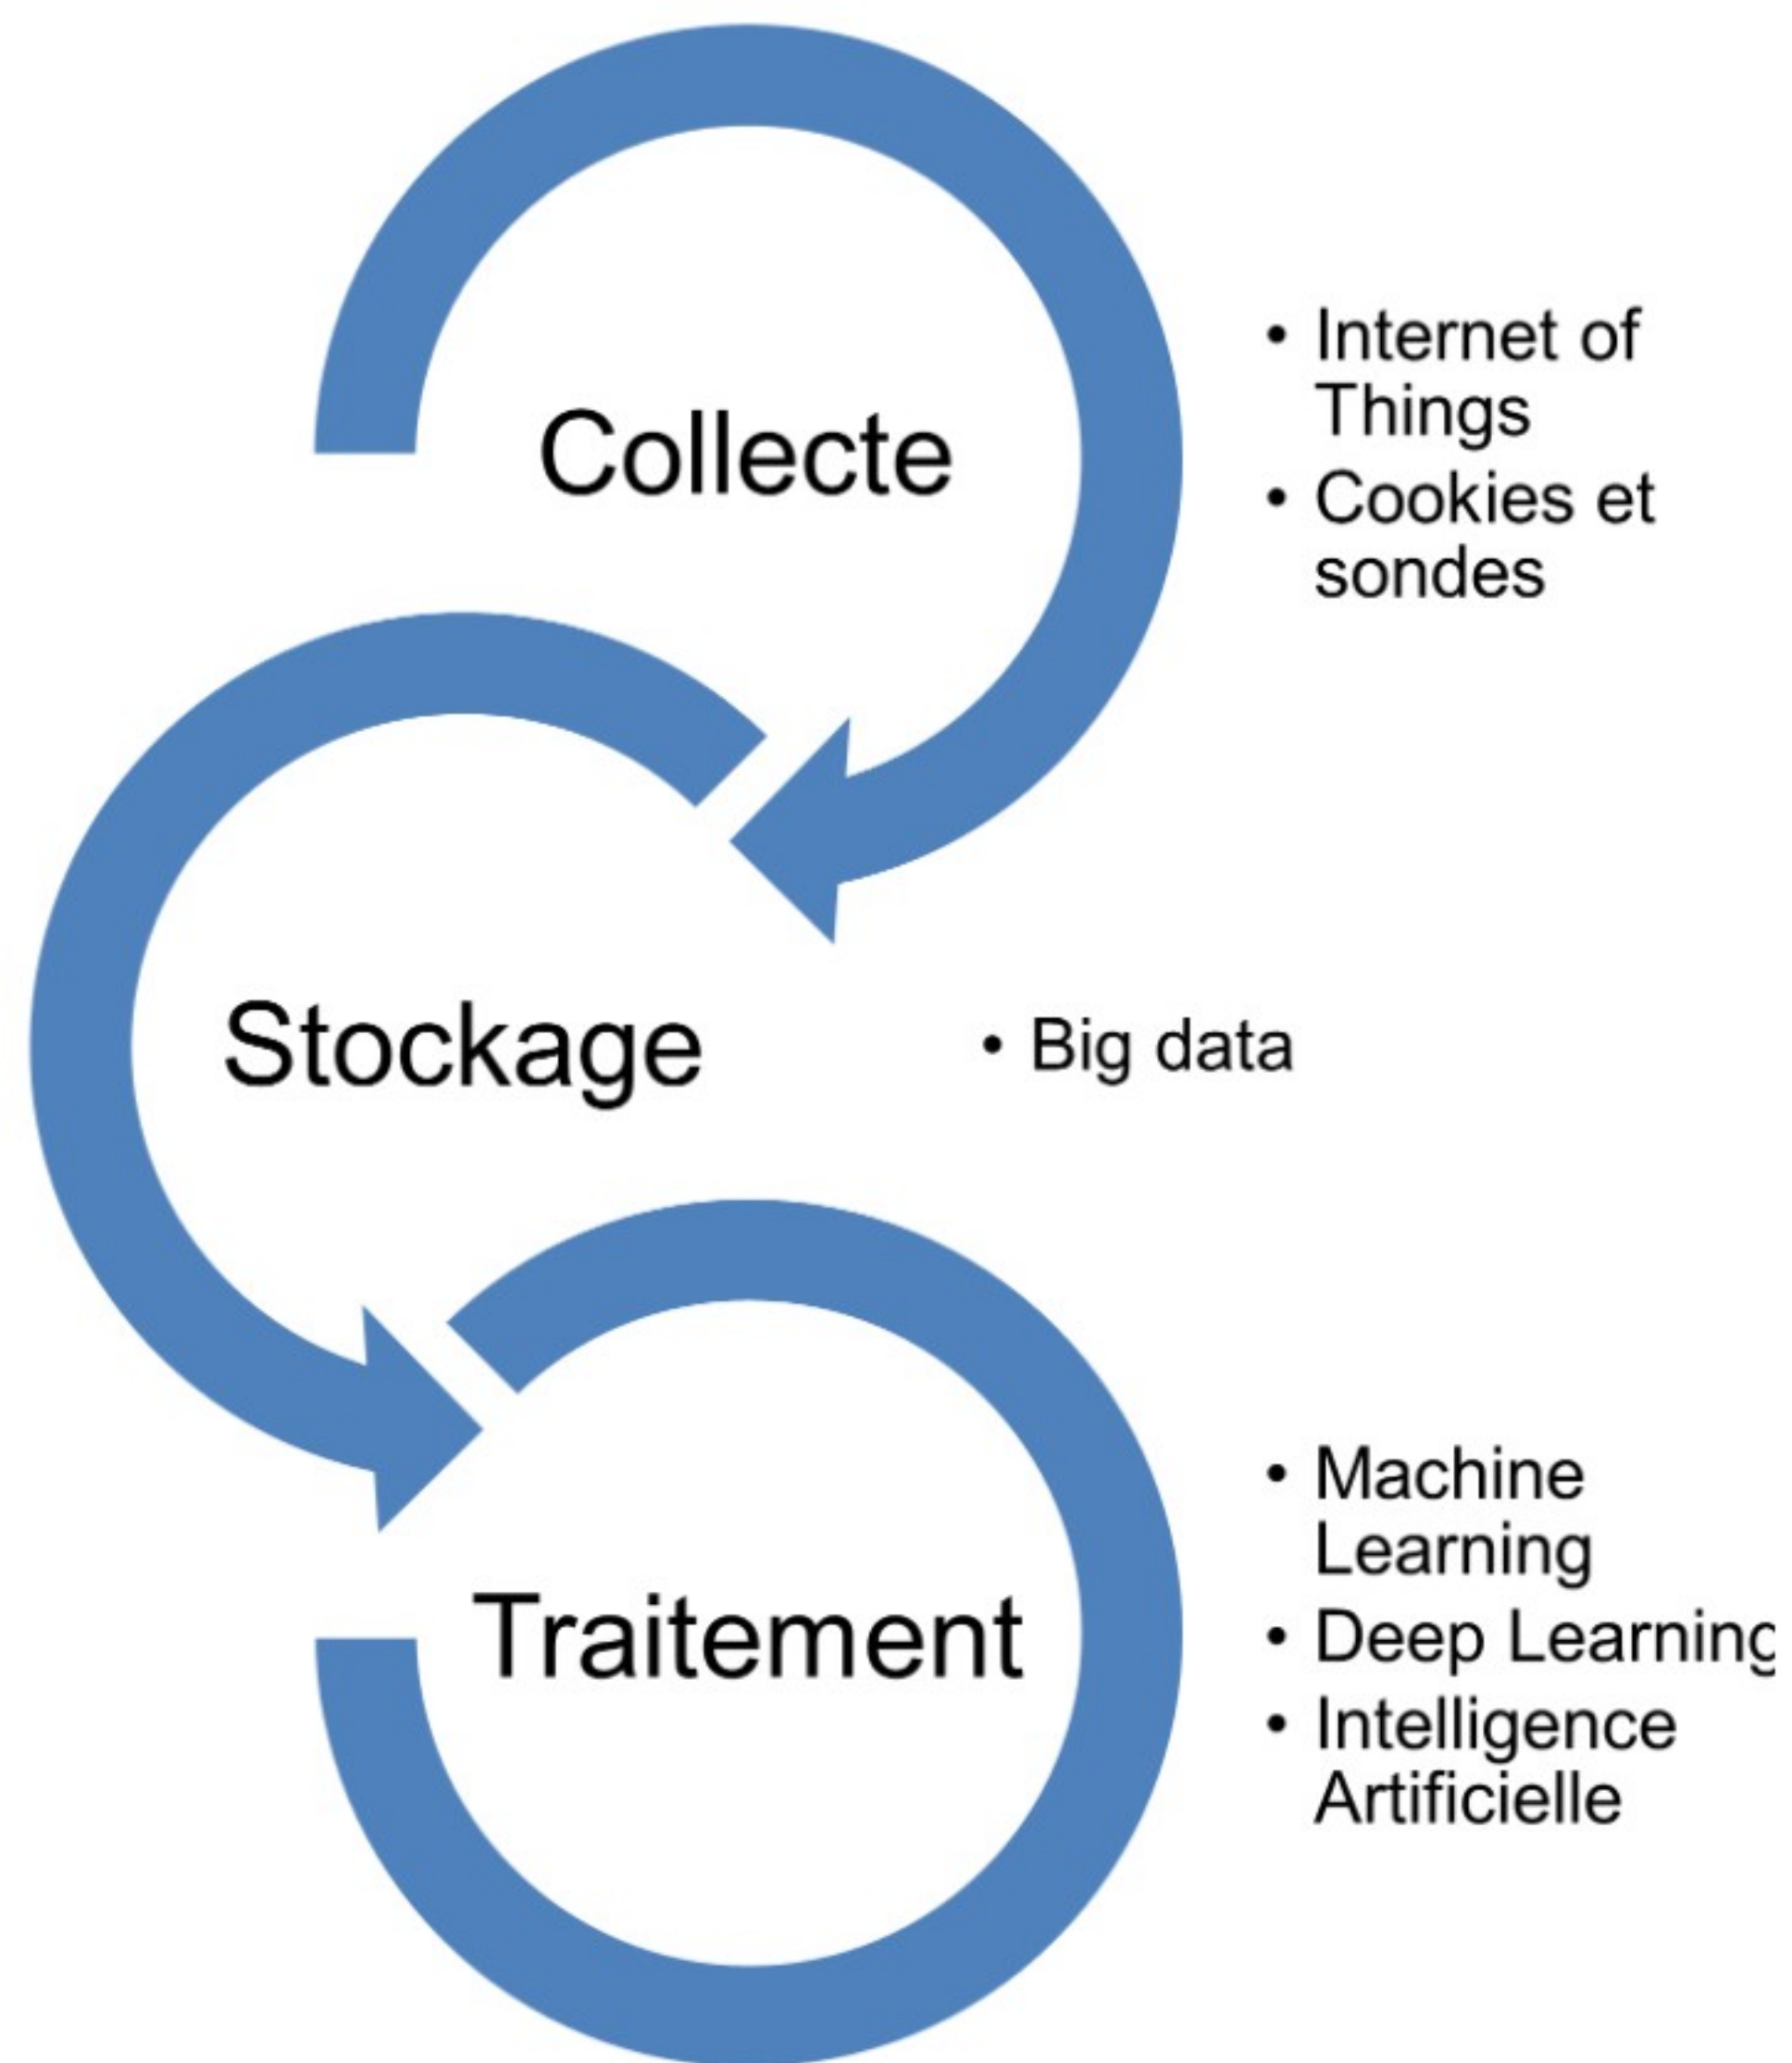 Collecte
• Internet of
Things
• Cookies et
sondes
Stockage
• Big data
Traitement
• Machine
Learning
• Deep Learning
• Intelligence
Artificielle